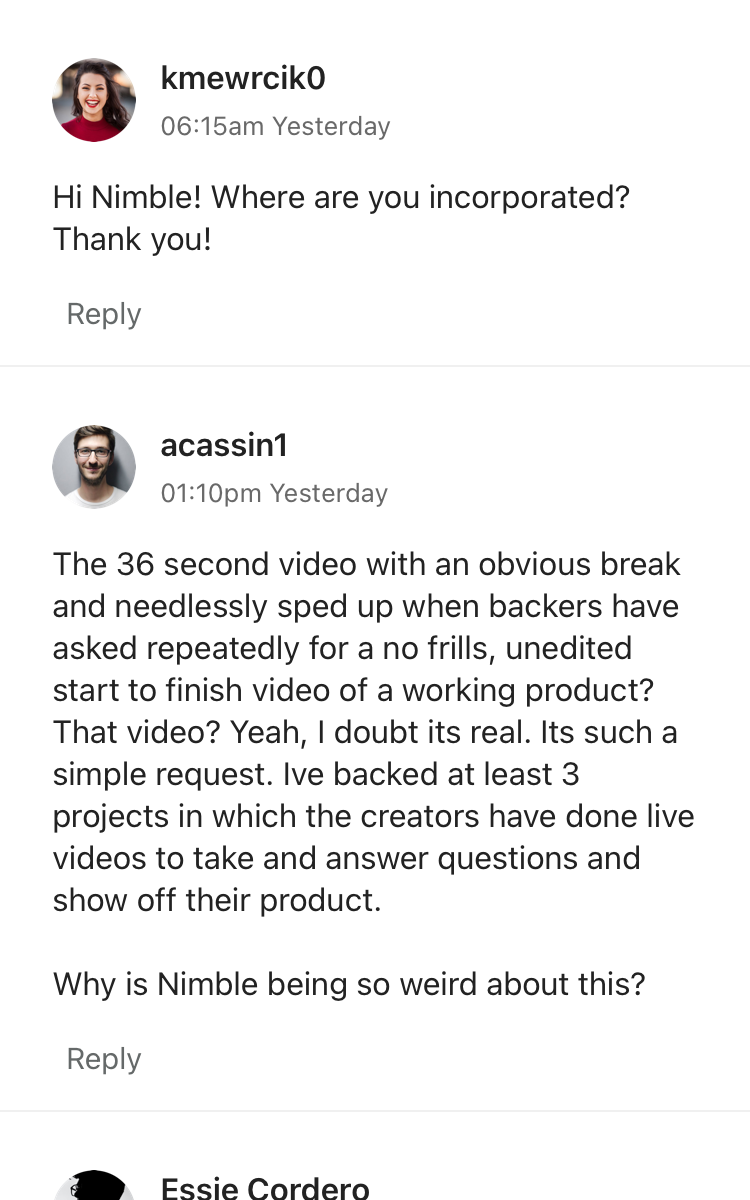 kmewrcik0
06:15am Yesterday
Hi Nimble! Where are you incorporated?
Thank you!
Reply
acassin1
01:10pm Yesterday
The 36 second video with an obvious break
and needlessly sped up when backers have
asked repeatedly for a no frills, unedited
start to finish video of a working product?
That video? Yeah, I doubt its real. Its such a
simple request. Ive backed at least 3
projects in which the creators have done live
videos to take and answer questions and
show off their product.
Why is Nimble being so weird about this?
Reply
Essie Cordero